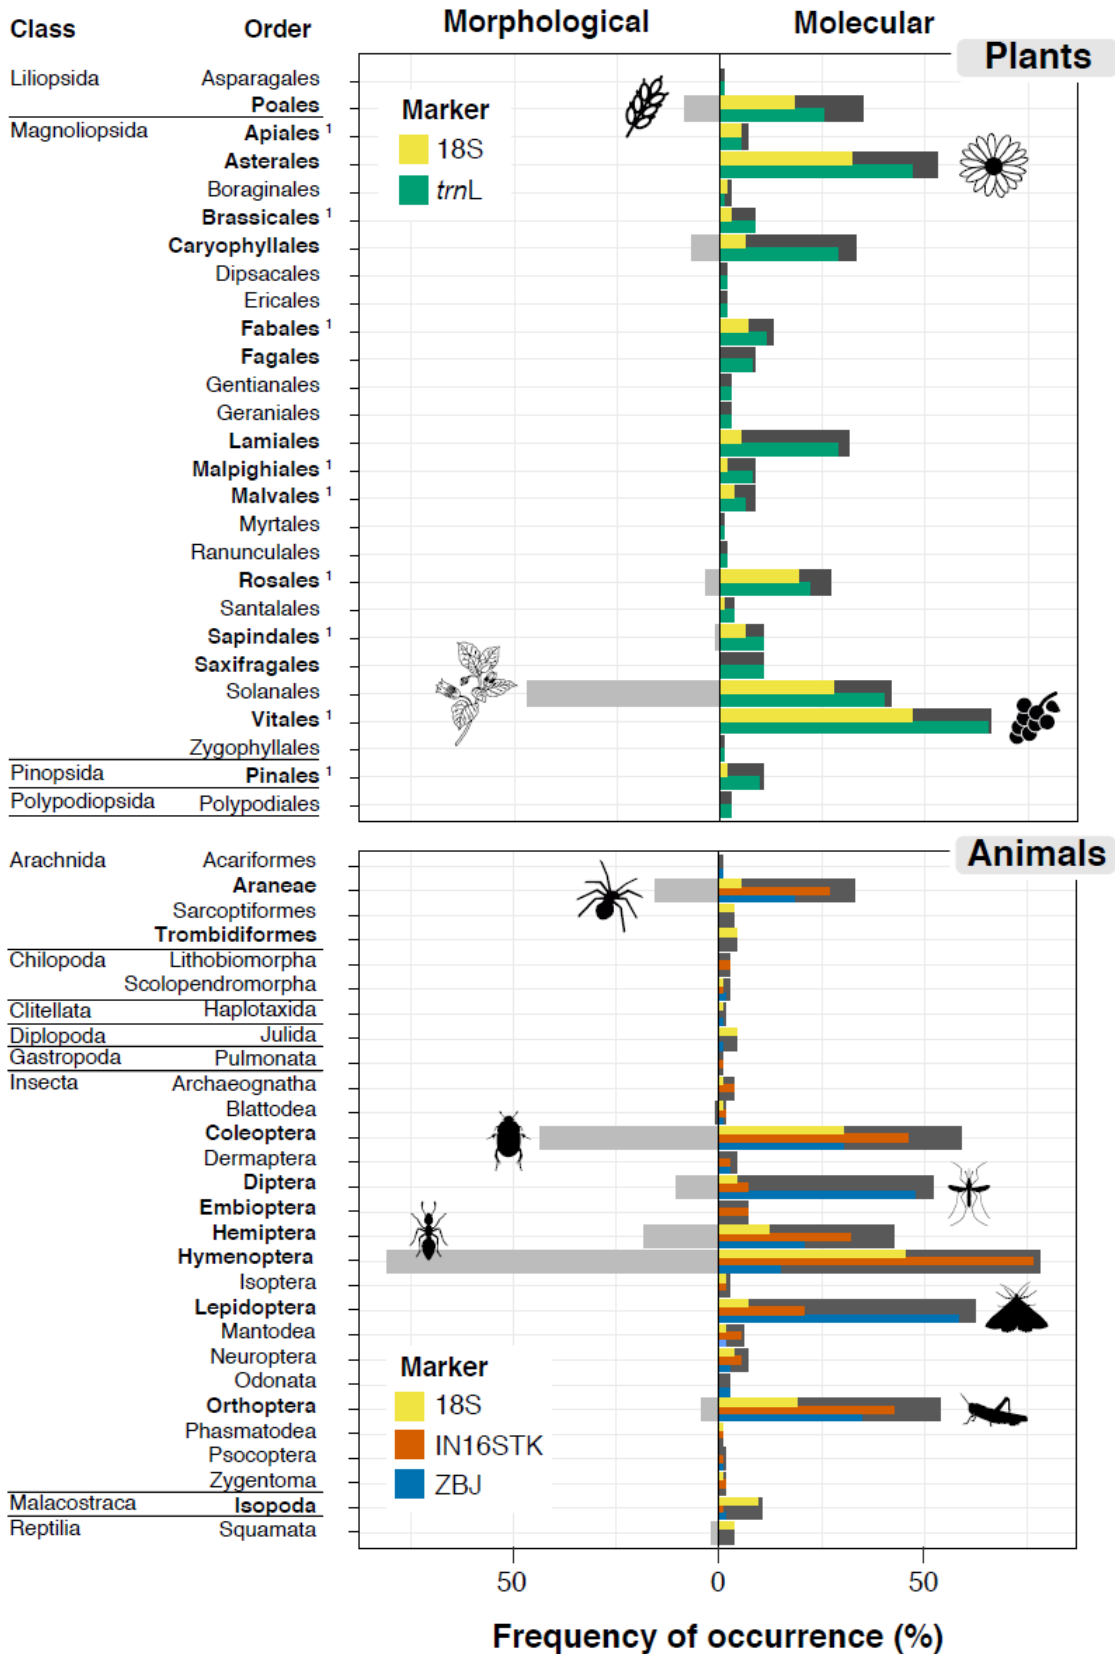 Class Order Morphological Molecular
Plants
Liliopsida Asparagales
Poales
Magnoliopsida Apiales ¹
Asterales
Boraginales
Brassicales ¹
Caryophyllales
Dipsacales
Ericales
Fabales ¹
Fagales
Gentianales
Geraniales
Lamiales
Malpighiales ¹
Malvales ¹
Myrtales
Ranunculales
Rosales ¹
Santalales
Sapindales ¹
Saxifragales
Solanales
Vitales ¹
Zygophyllales
Pinopsida Pinales ¹
Polypodiopsida Polypodiales
Marker
18S
trnL
Animals
Arachnida Acariformes
Araneae
Sarcoptiformes
Trombidiformes
Chilopoda Lithobiomorpha
Scolopendromorpha
Clitellata Haplotaxida
Diplopoda Julida
Gastropoda Pulmonata
Insecta Archaeognatha
Blattodea
Coleoptera
Dermaptera
Diptera
Embioptera
Hemiptera
Hymenoptera
Isoptera
Lepidoptera
Mantodea
Neuroptera
Odonata
Orthoptera
Phasmatodea
Psocoptera
Zygentoma
Malacostraca Isopoda
Reptilia Squamata
Marker
18S
IN16STK
ZBJ
50 0 50
Frequency of occurrence (%)